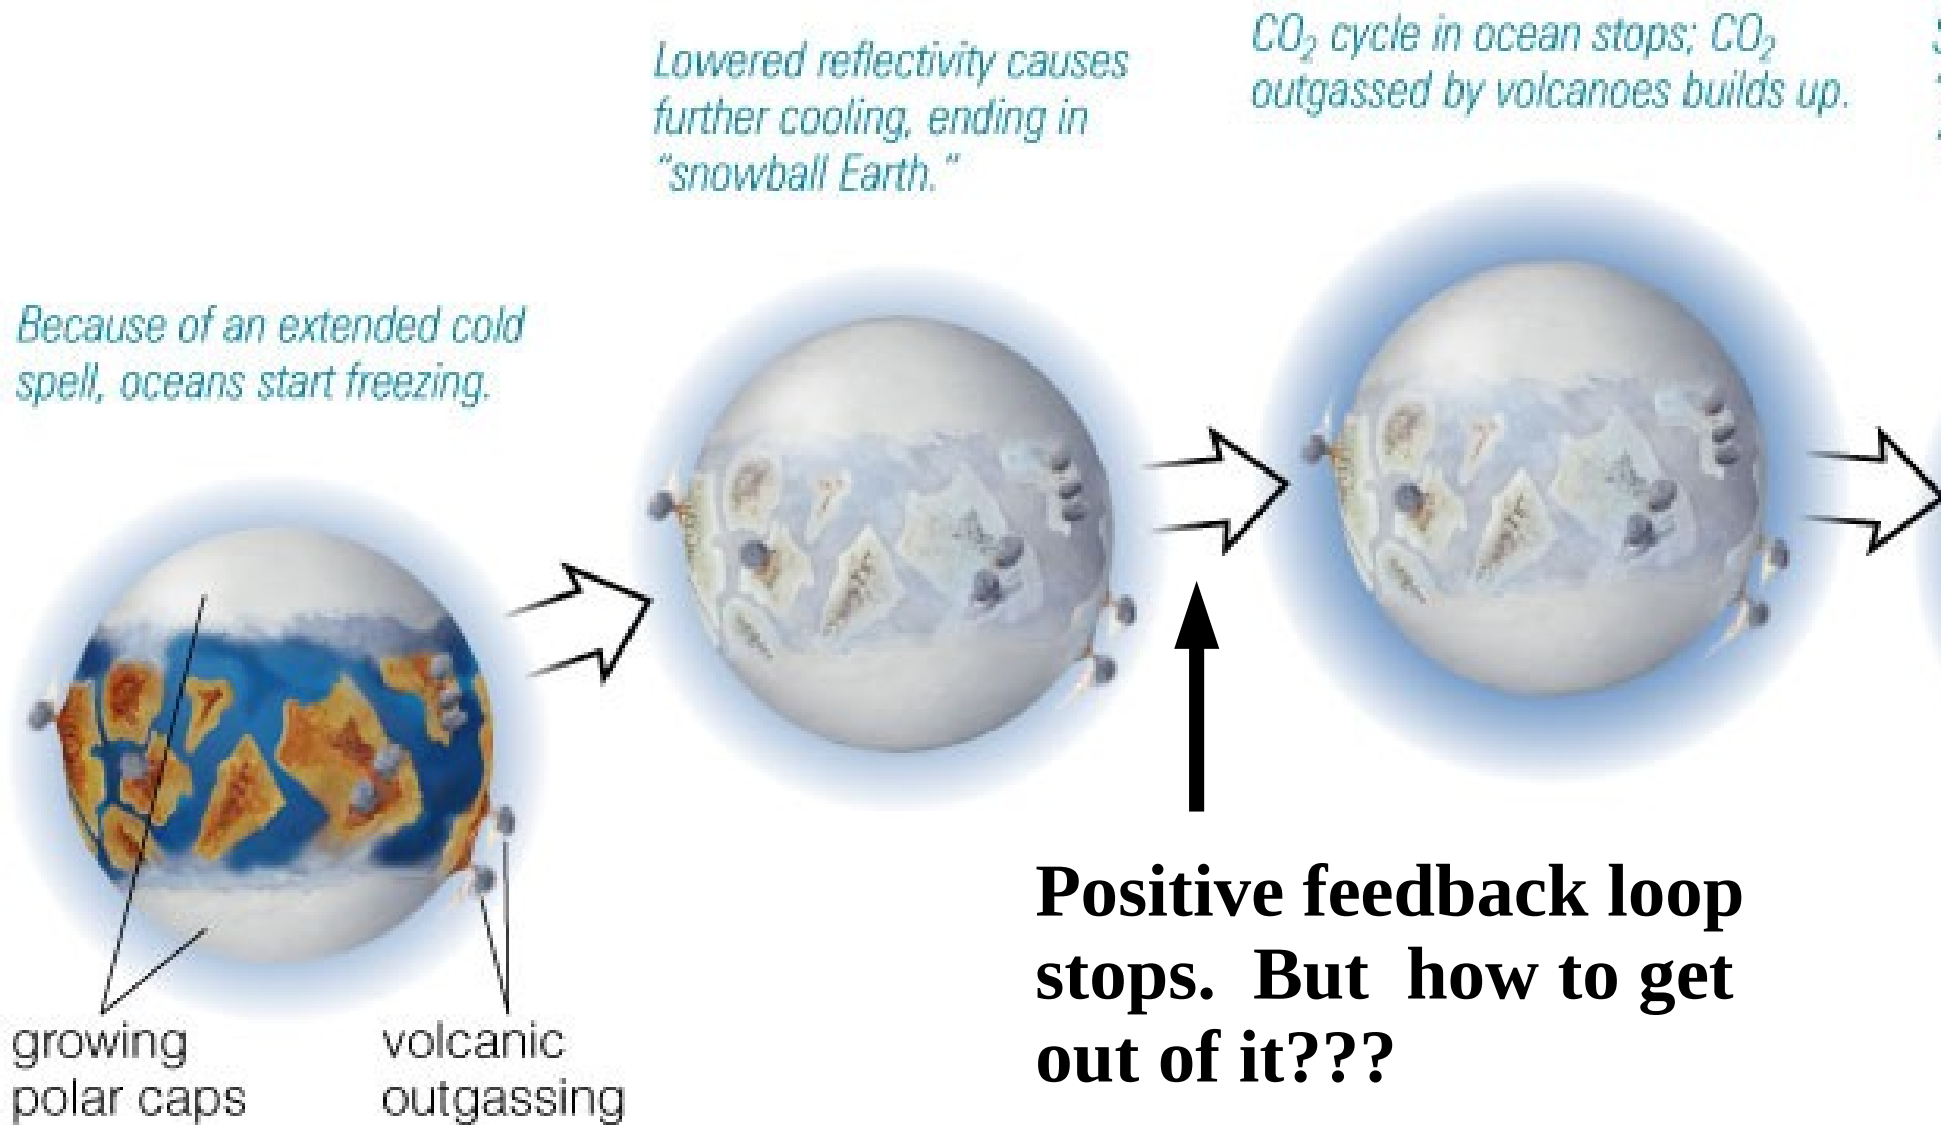 Because of an extended cold
spell, oceans start freezing.
Lowered reflectivity causes
further cooling, ending in
“snowball Earth.”
CO₂ cycle in ocean stops; CO₂
outgassed by volcanoes builds up.
growing
polar caps
volcanic
outgassing
Positive feedback loop
stops.  But  how to get
out of it???